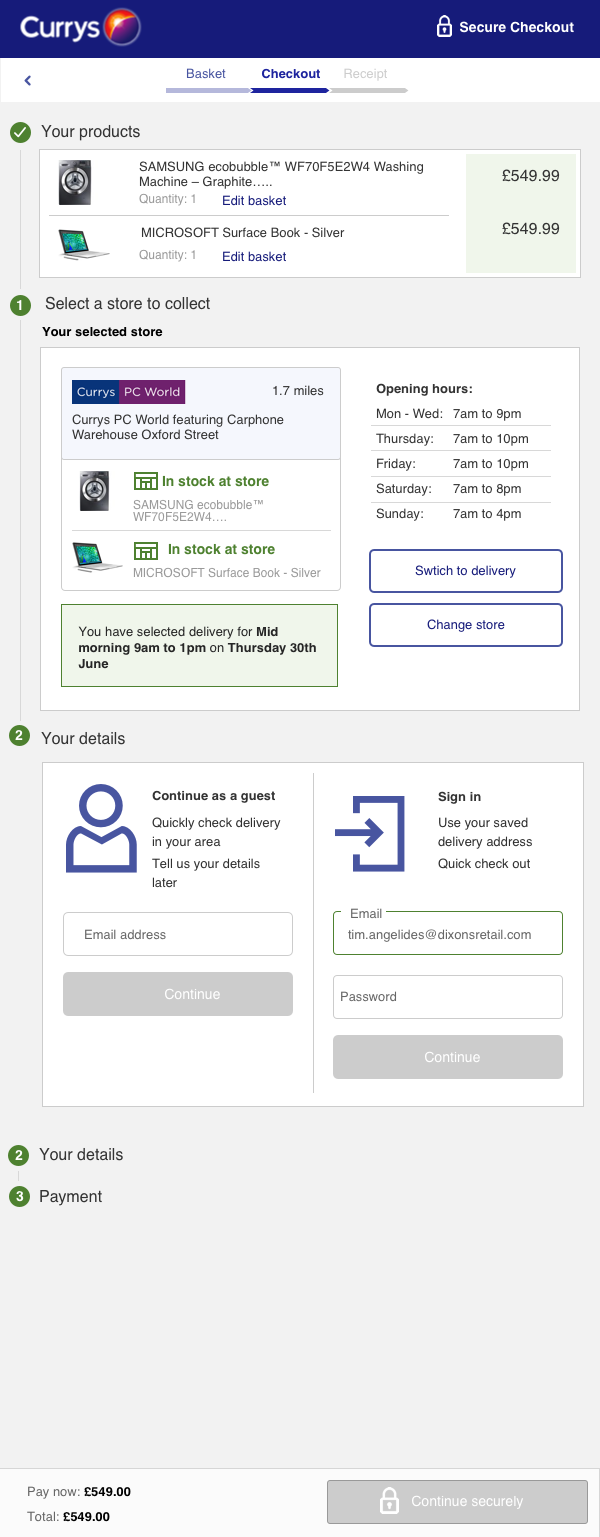 Currys
Secure Checkout
Basket
Checkout
Receipt
Your products
SAMSUNG ecobubble™ WF70F5E2W4 Washing
Machine – Graphite…..
£549.99
Quantity: 1
Edit basket
MICROSOFT Surface Book - Silver
£549.99
Quantity: 1
Edit basket
1
Select a store to collect
Your selected store
Currys PC World
1.7 miles
Currys PC World featuring Carphone
Warehouse Oxford Street
In stock at store
SAMSUNG ecobubble™
WF70F5E2W4….
In stock at store
MICROSOFT Surface Book - Silver
You have selected delivery for Mid
morning 9am to 1pm on Thursday 30th
June
Opening hours:
Mon - Wed: 7am to 9pm
Thursday: 7am to 10pm
Friday: 7am to 10pm
Saturday: 7am to 8pm
Sunday: 7am to 4pm
Swtich to delivery
Change store
2
Your details
Continue as a guest
Quickly check delivery
in your area
Tell us your details
later
Email address
Continue
Sign in
Use your saved
delivery address
Quick check out
Email
tim.angelides@dixonsretail.com
Password
Continue
2
Your details
3
Payment
Pay now: £549.00
Total: £549.00
Continue securely